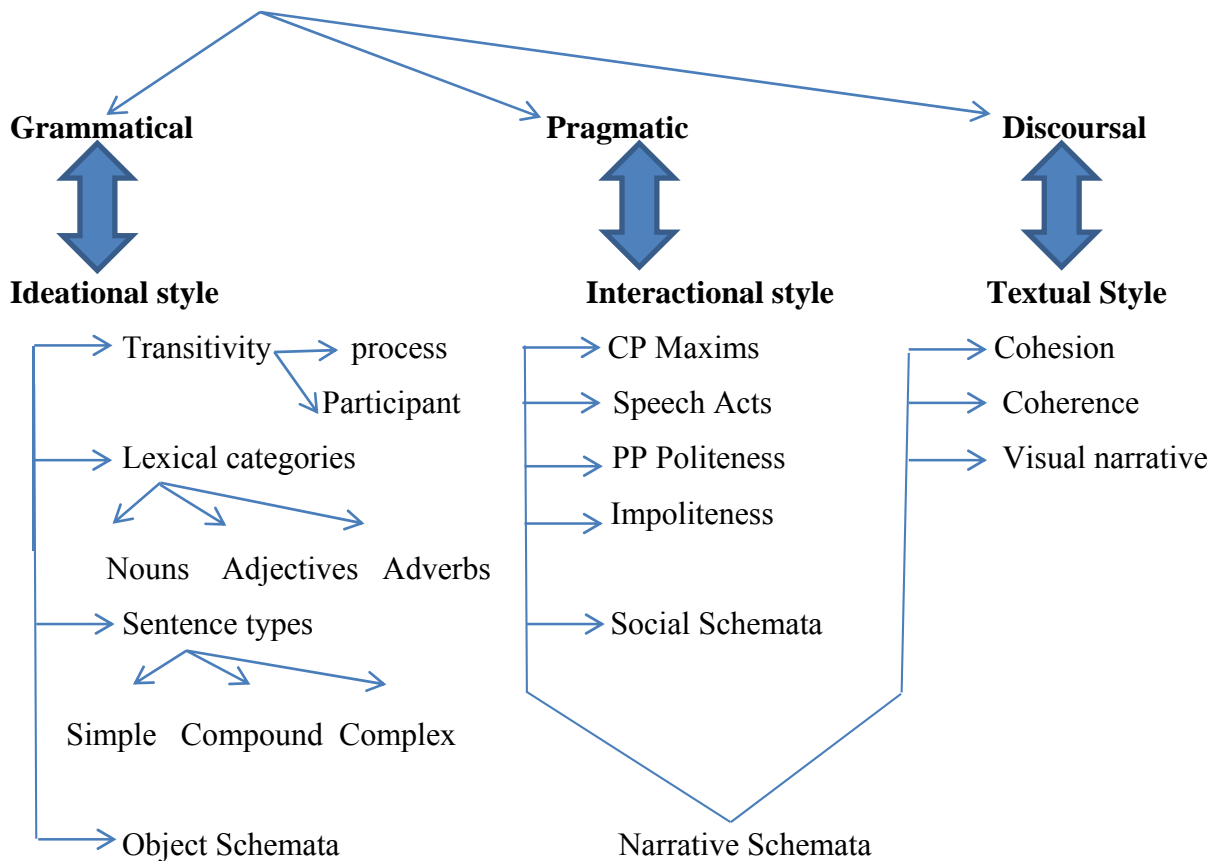 Grammatical Pragmatic Discoursal
Ideational style Interactional style Textual Style
Transitivity process CP Maxims Cohesion
Participant Speech Acts Coherence
Lexical categories PP Politeness Visual narrative
Impoliteness
Nouns Adjectives Adverbs
Sentence types Social Schemata
Simple Compound Complex
Object Schemata Narrative Schemata